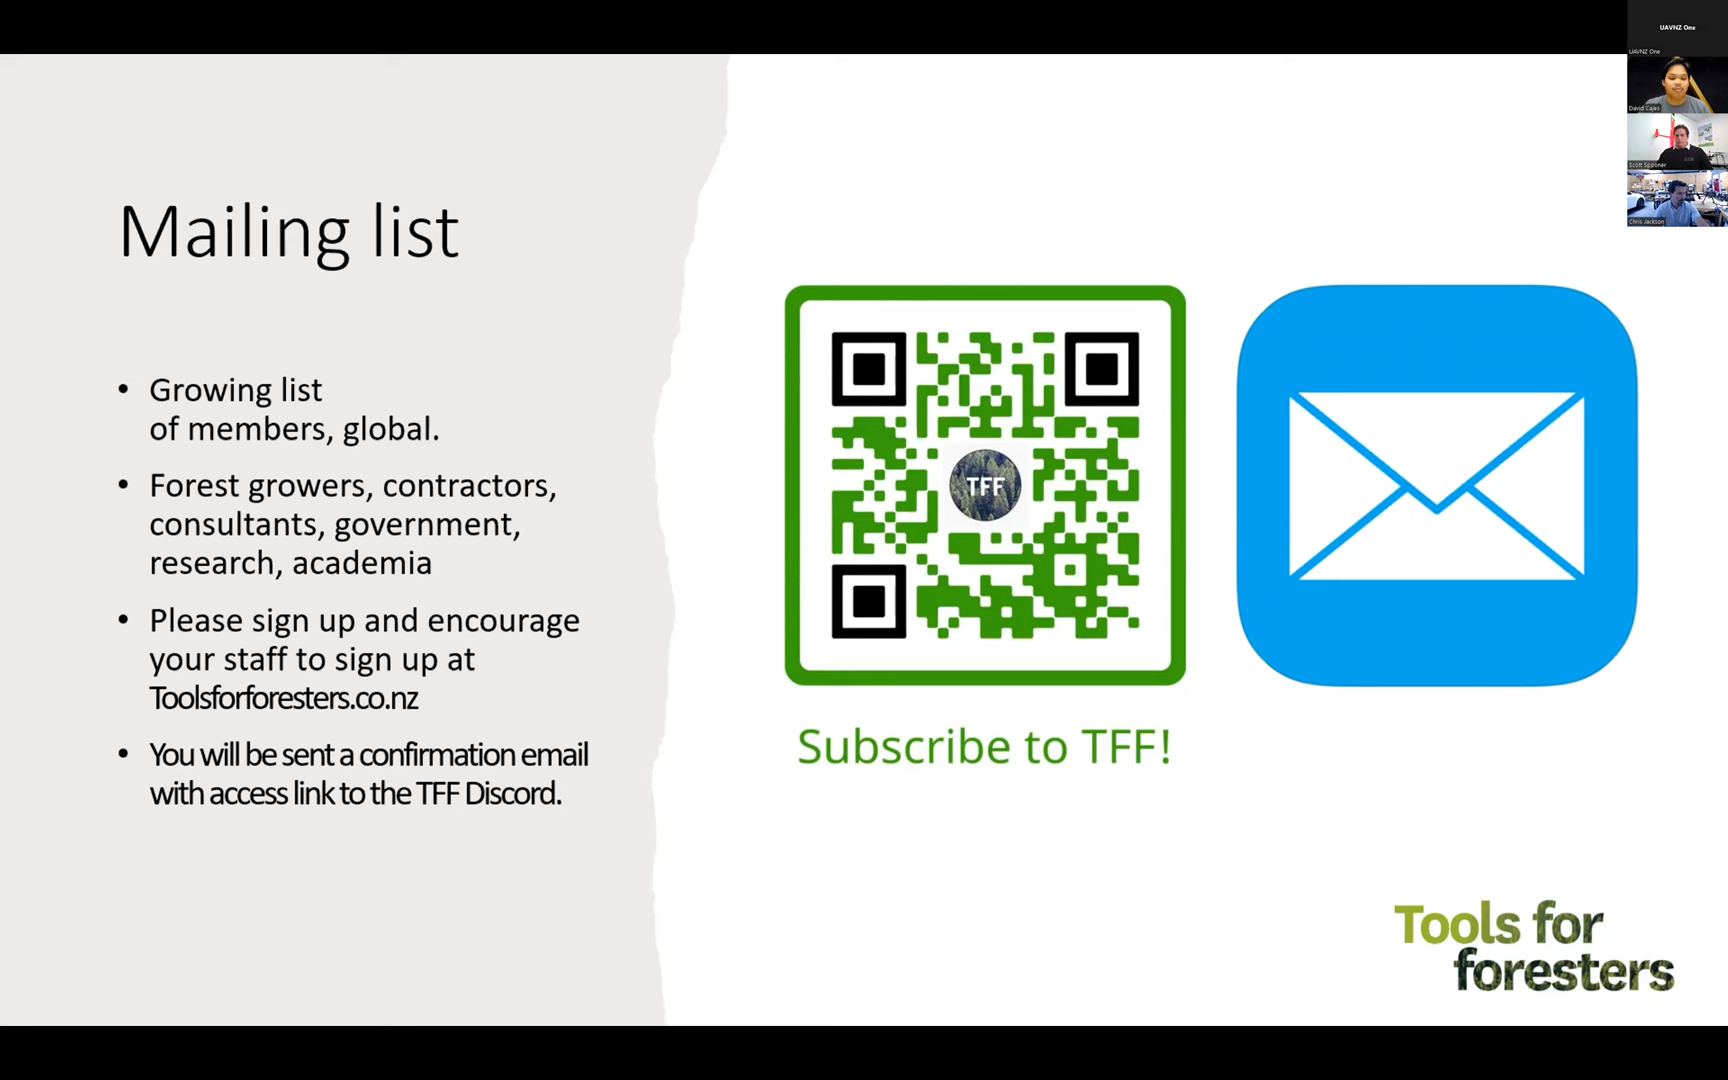 UAVNZ One
UAVNZ One
David Cajes
Scott Spooner
Chris Jackson
Mailing list
• Growing list
of members, global.
• Forest growers, contractors,
consultants, government,
research, academia
• Please sign up and encourage
your staff to sign up at
Toolsforforesters.co.nz
• You will be sent a confirmation email
with access link to the TFF Discord.
TFF
Subscribe to TFF!
Tools for
foresters